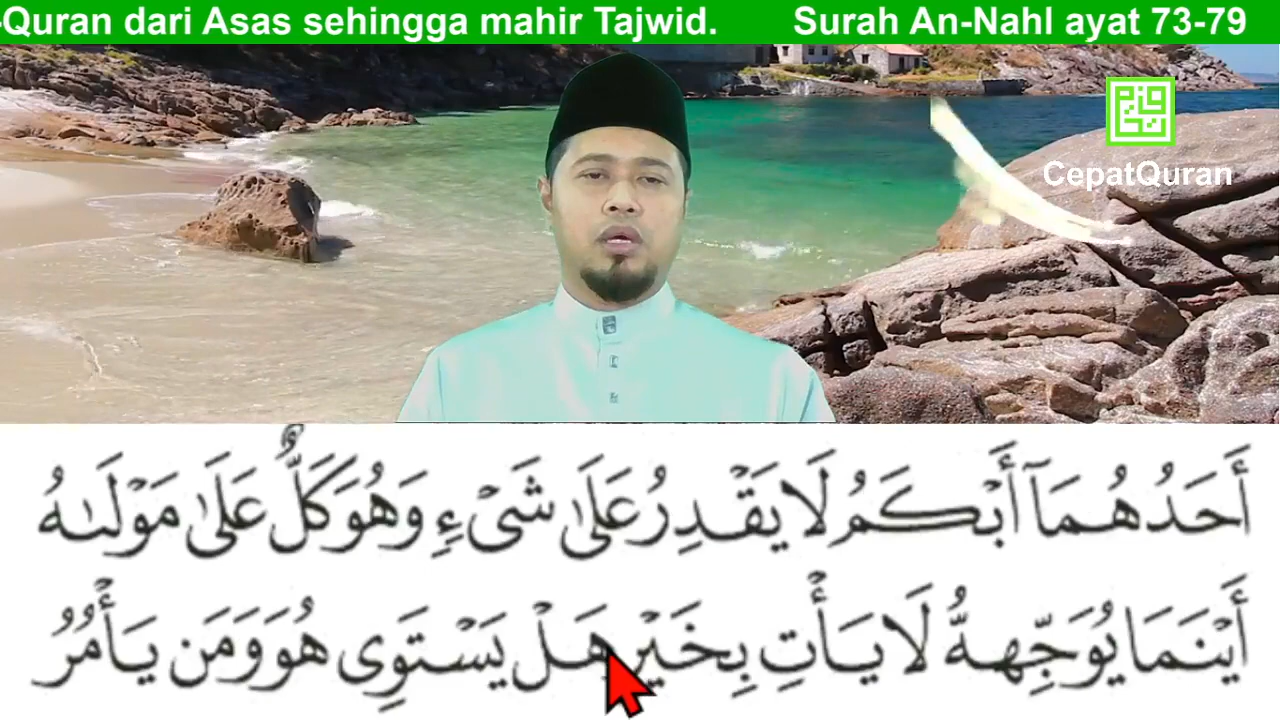 -Quran dari Asas sehingga mahir Tajwid. Surah An-Nahl ayat 73-79
CepatQuran
أَحَدُهُمَآ أَبْكَمُ لَا يَقْدِرُ عَلَىٰ شَىْءٍ وَهُوَ كَلٌّ عَلَىٰ مَوْلَىٰهُ
أَيْنَمَا يُوَجِّههُّ لَا يَأْتِ بِخَيْرٍ هَلْ يَسْتَوِى هُوَ وَمَن يَأْمُرُ